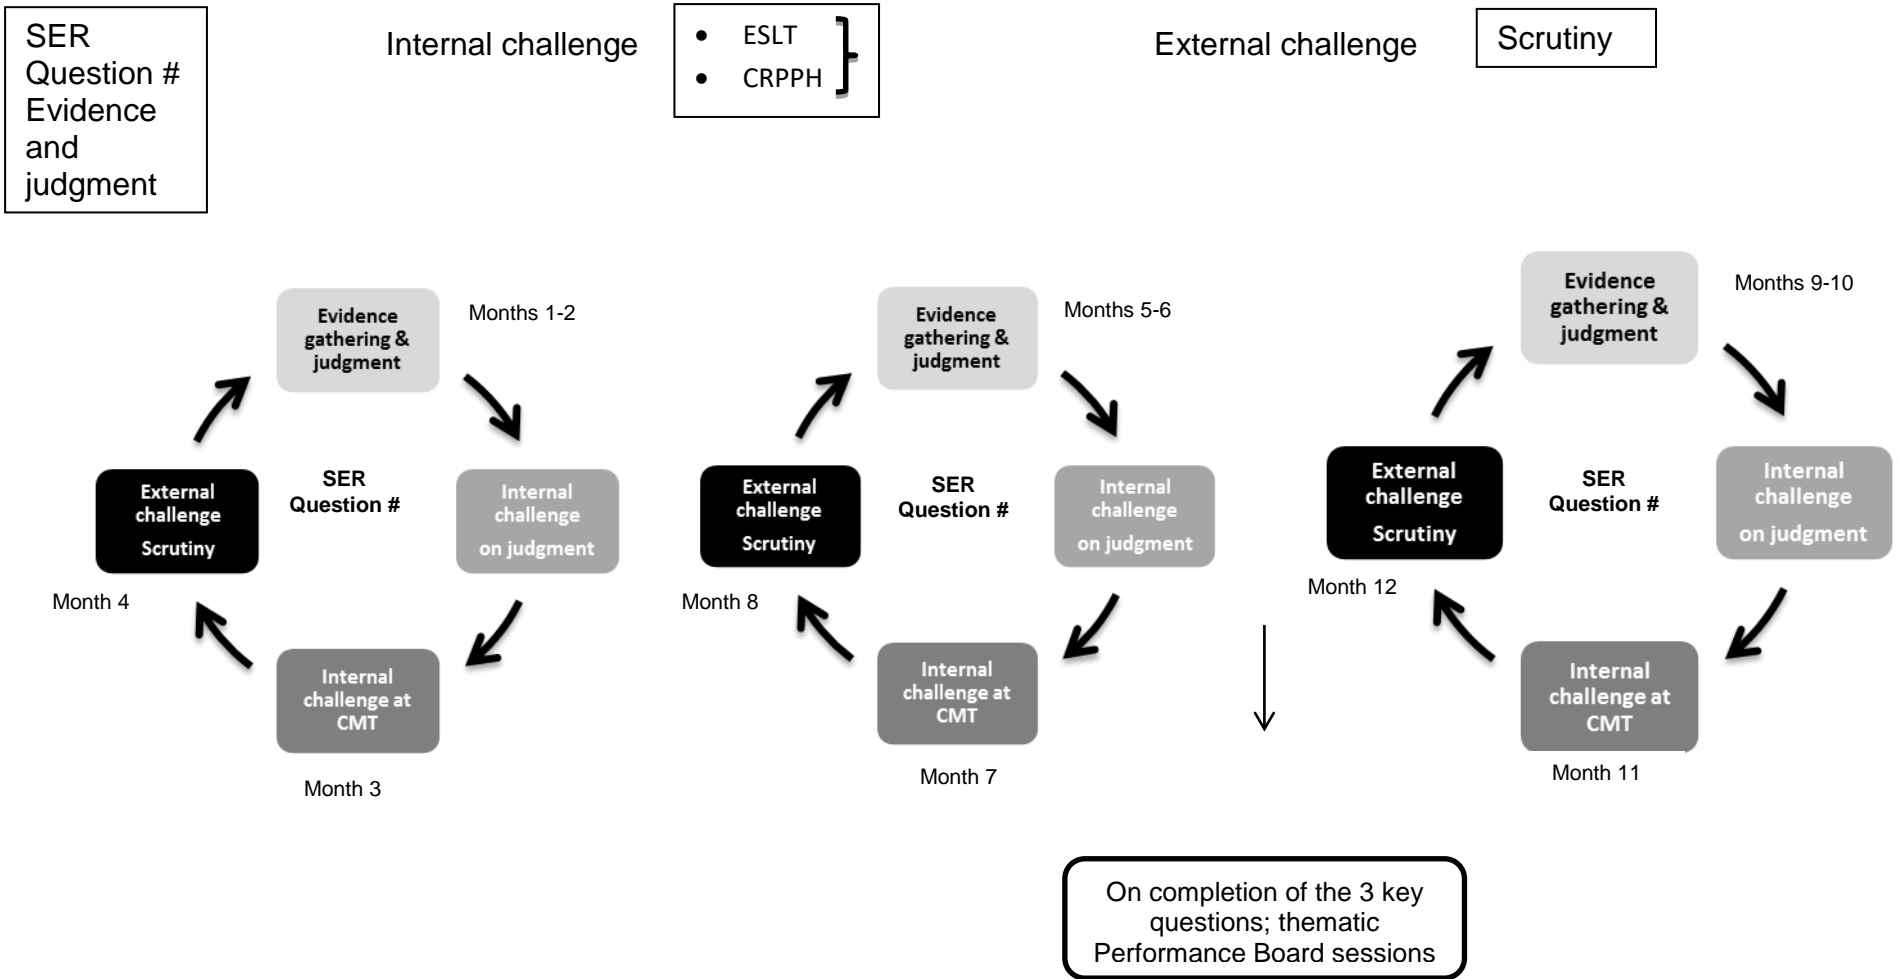 SER
Question #
Evidence
and
judgment
Internal challenge
• ESLT
• CRPPH
External challenge
Scrutiny
Evidence
gathering &
judgment
Months 1-2
Internal
challenge
on judgment
Internal
challenge at
CMT
Month 3
External
challenge
Scrutiny
Month 4
SER
Question #
Evidence
gathering &
judgment
Months 5-6
Internal
challenge
on judgment
Internal
challenge at
CMT
Month 7
External
challenge
Scrutiny
Month 8
SER
Question #
Evidence
gathering &
judgment
Months 9-10
Internal
challenge
on judgment
Internal
challenge at
CMT
Month 11
External
challenge
Scrutiny
Month 12
SER
Question #
On completion of the 3 key
questions; thematic
Performance Board sessions